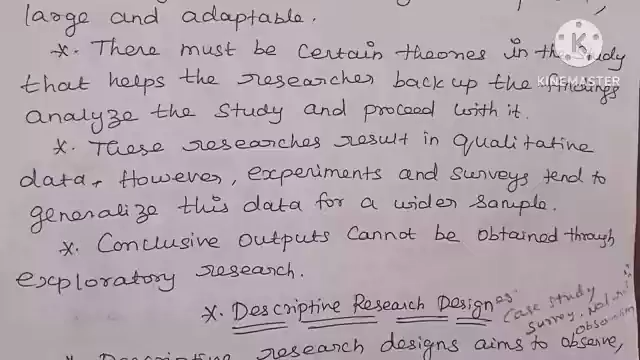 large and adaptable.
*. There must be certain theories in the study
that helps the researcher back up the findings
analyze the study and proceed with it.
*. These researches result in qualitative
data. However, experiments and surveys tend to
generalize this data for a wider sample.
*. Conclusive outputs cannot be obtained through
exploratory research.
*. Descriptive Research Designs
Case study
Survey,
research designs aims to observe,
K
KINEMASTER